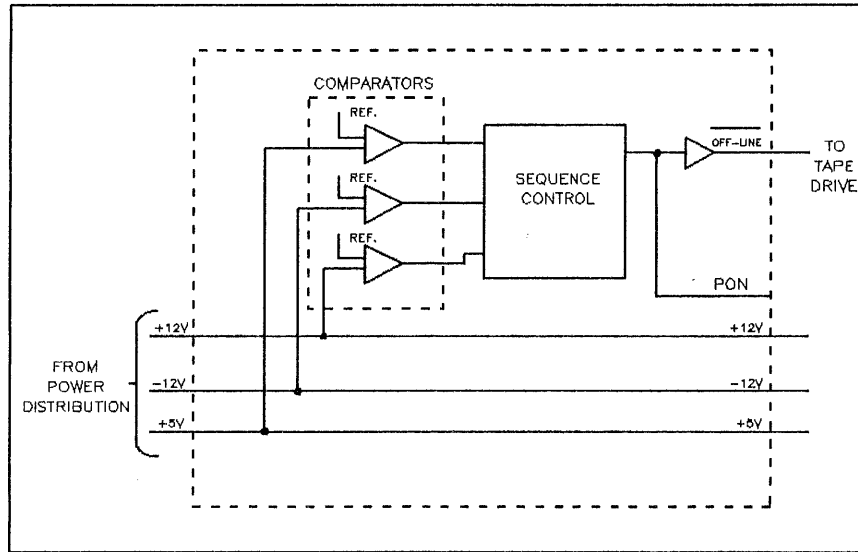 COMPARATORS
REF.
REF.
REF.
SEQUENCE
CONTROL
OFF-LINE
TO
TAPE
DRIVE
PON
FROM
POWER
DISTRIBUTION
+12V
+12V
-12V
-12V
+5V
+5V